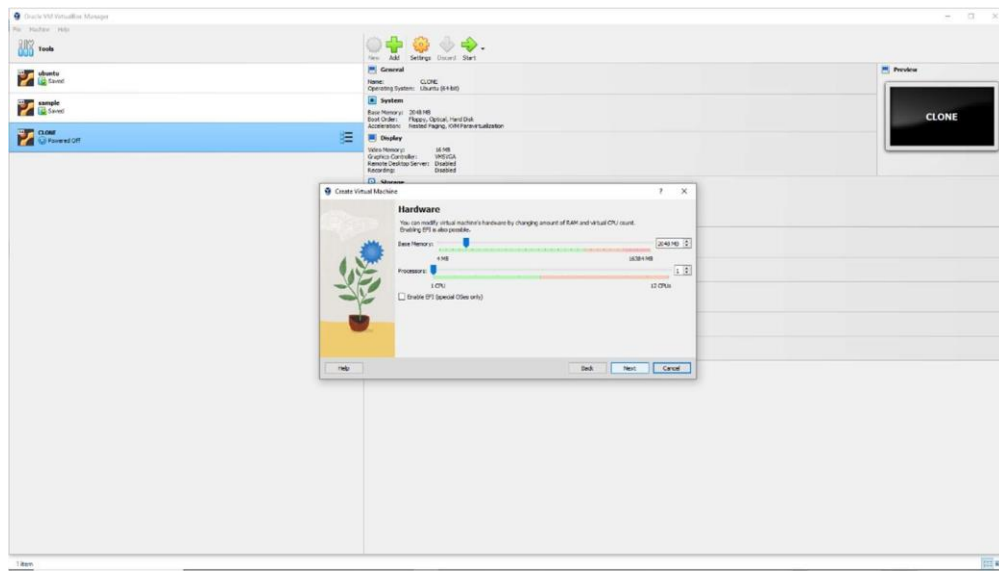 Oracle VM VirtualBox Manager
File Machine Help
Tools
New Add Settings Discard Start
ubuntu
Saved
sample
Saved
CLONE
Powered Off
General
Name: CLONE
Operating System: Ubuntu (64-bit)
System
Base Memory: 2048 MB
Boot Order: Floppy, Optical, Hard Disk
Acceleration: Nested Paging, KVM Paravirtualization
Display
Video Memory: 16 MB
Graphics Controller: VMSVGA
Remote Desktop Server: Disabled
Recording: Disabled
Storage
Preview
CLONE
Create Virtual Machine
? X
Hardware
You can modify virtual machine's hardware by changing amount of RAM and virtual CPU count.
Enabling EFI is also possible.
Base Memory: 2048 MB
4 MB 16384 MB
Processors: 1
1 CPU 12 CPUs
Enable EFI (special OSes only)
Help Back Next Cancel
1 item